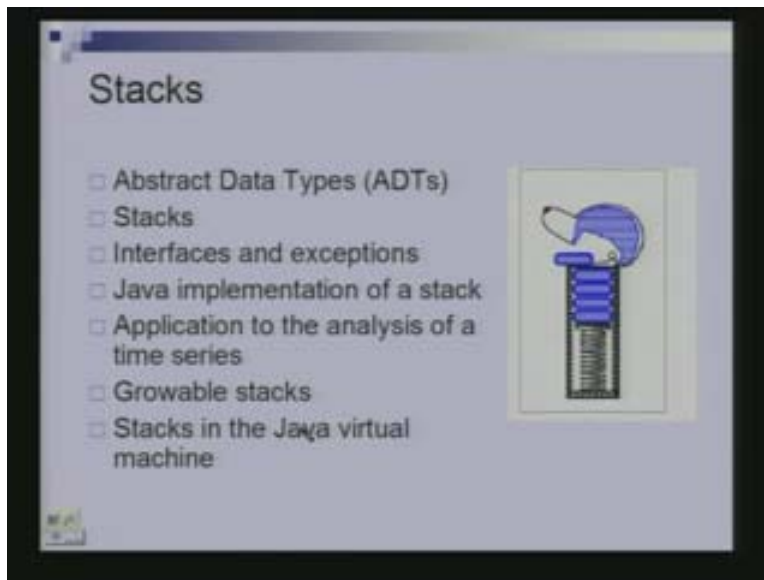 Stacks
Abstract Data Types (ADTs)
Stacks
Interfaces and exceptions
Java implementation of a stack
Application to the analysis of a
time series
Growable stacks
Stacks in the Java virtual
machine